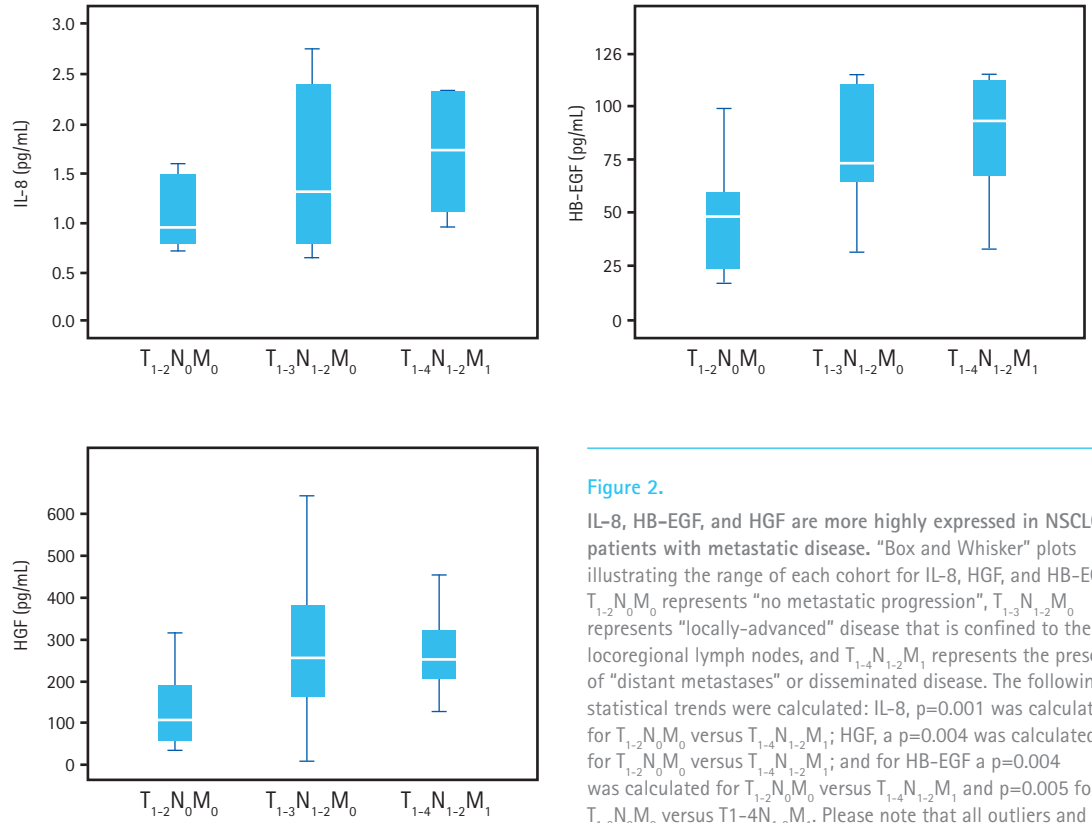 3.0
2.5
2.0
1.5
1.0
0.5
0.0
IL-8 (pg/mL)
T₁₋₂N₀M₀ T₁₋₃N₁₋₂M₀ T₁₋₄N₁₋₂M₁
126
100
75
50
25
0
HB-EGF (pg/mL)
T₁₋₂N₀M₀ T₁₋₃N₁₋₂M₀ T₁₋₄N₁₋₂M₁
600
500
400
300
200
100
0
HGF (pg/mL)
T₁₋₂N₀M₀ T₁₋₃N₁₋₂M₀ T₁₋₄N₁₋₂M₁
Figure 2.
IL-8, HB-EGF, and HGF are more highly expressed in
patients with metastatic disease. "Box and Whisker" plots
illustrating the range of each cohort for IL-8, HGF, and
T₁₋₂N₀M₀ represents "no metastatic progression", T₁₋₃N₁₋₂M₀
represents "locally-advanced" disease that is confined to the
locoregional lymph nodes, and T₁₋₄N₁₋₂M₁ represents the
of "distant metastases" or disseminated disease. The
statistical trends were calculated: IL-8, p=0.001 was
for T₁₋₂N₀M₀ versus T₁₋₄N₁₋₂M₁; HGF, a p=0.004 was calculated
for T₁₋₂N₀M₀ versus T₁₋₄N₁₋₂M₁; and for HB-EGF a p=0.004
was calculated for T₁₋₂N₀M₀ versus T₁₋₄N₁₋₂M₁ and p=0.005
versus Please note that all outliers and